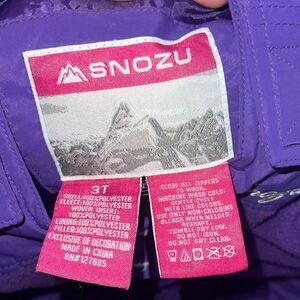 SNOZU
3T
SHELL:100%POLYESTER
FLEECE:100%POLYESTER
WOVEN INSERT:
100%POLYESTER
LINING:100%POLYESTER
FILLER:100%POLYESTER
EXCLUSIVE OF DECORATION
MADE IN CHINA
RN#127805
CLOSE ALL ZIPPERS
TO WASH.
MACHINE WASH COLD.
GENTLE CYCLE
WITH LIKE COLORS.
USE ONLY NON-CHLORINE
BLEACH WHEN NEEDED.
RESHAPE.
TUMBLE DRY LOW.
DO NOT IRON.
DO NOT DRY CLEAN.